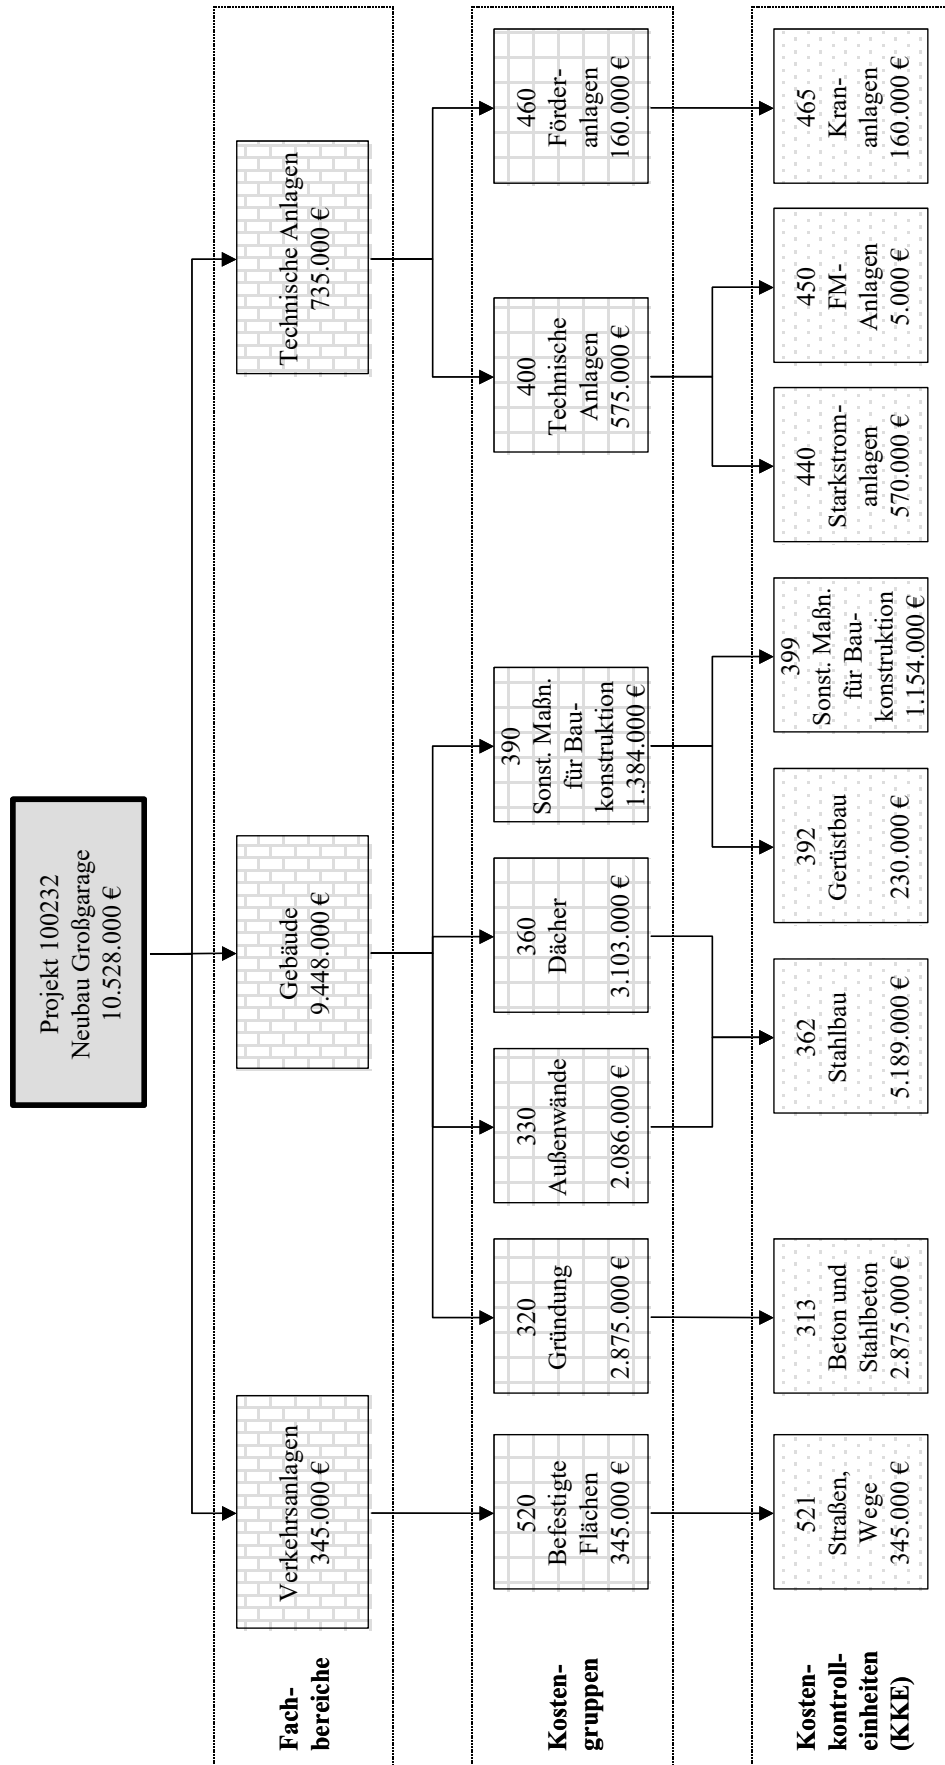 Projekt 100232
Neubau Großgarage
10.528.000 €
Fach-
bereiche
Verkehrsanlagen
345.000 €
Gebäude
9.448.000 €
Technische Anlagen
735.000 €
Kosten-
gruppen
520
Befestigte
Flächen
345.000 €
320
Gründung
2.875.000 €
330
Außenwände
2.086.000 €
360
Dächer
3.103.000 €
390
Sonst. Maßn.
für Bau-
konstruktion
1.384.000 €
400
Technische
Anlagen
575.000 €
460
Förder-
anlagen
160.000 €
Kosten-
kontroll-
einheiten
(KKE)
521
Straßen,
Wege
345.000 €
313
Beton und
Stahlbeton
2.875.000 €
362
Stahlbau
5.189.000 €
392
Gerüstbau
230.000 €
399
Sonst. Maßn.
für Bau-
konstruktion
1.154.000 €
440
Starkstrom-
anlagen
570.000 €
450
FM-
Anlagen
5.000 €
465
Kran-
anlagen
160.000 €